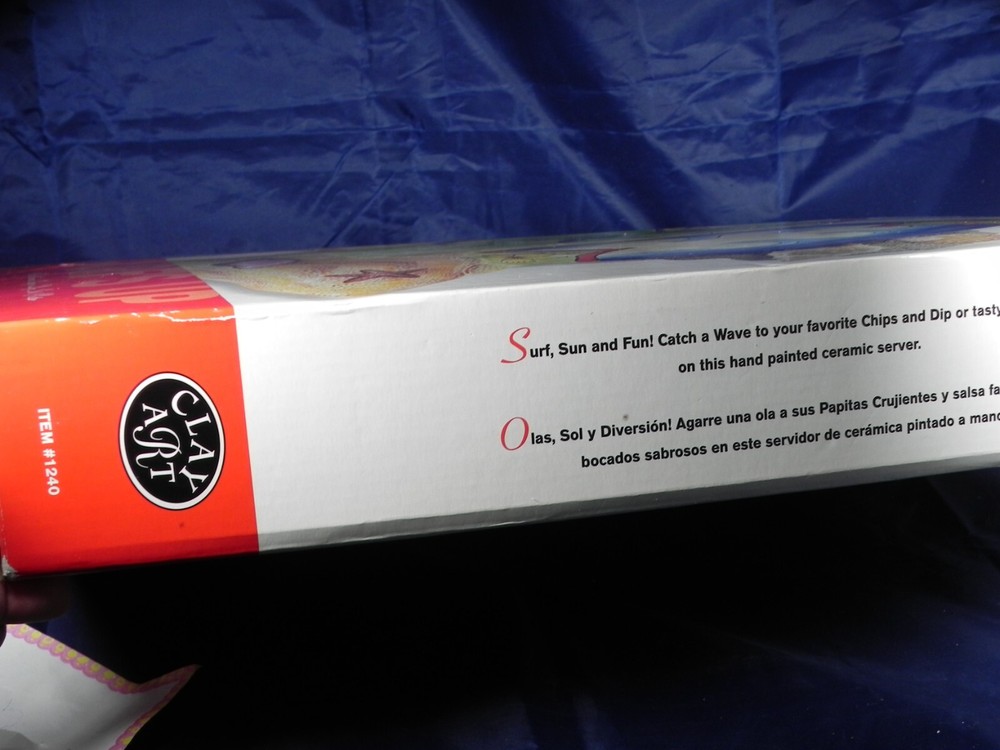 Surf, Sun and Fun! Catch a Wave to your favorite Chips and Dip or tasty
on this hand painted ceramic server.
Olas, Sol y Diversión! Agarre una ola a sus Papitas Crujientes y salsa
bocados sabrosos en este servidor de cerámica pintado a
CLAY
ART
ITEM #1240